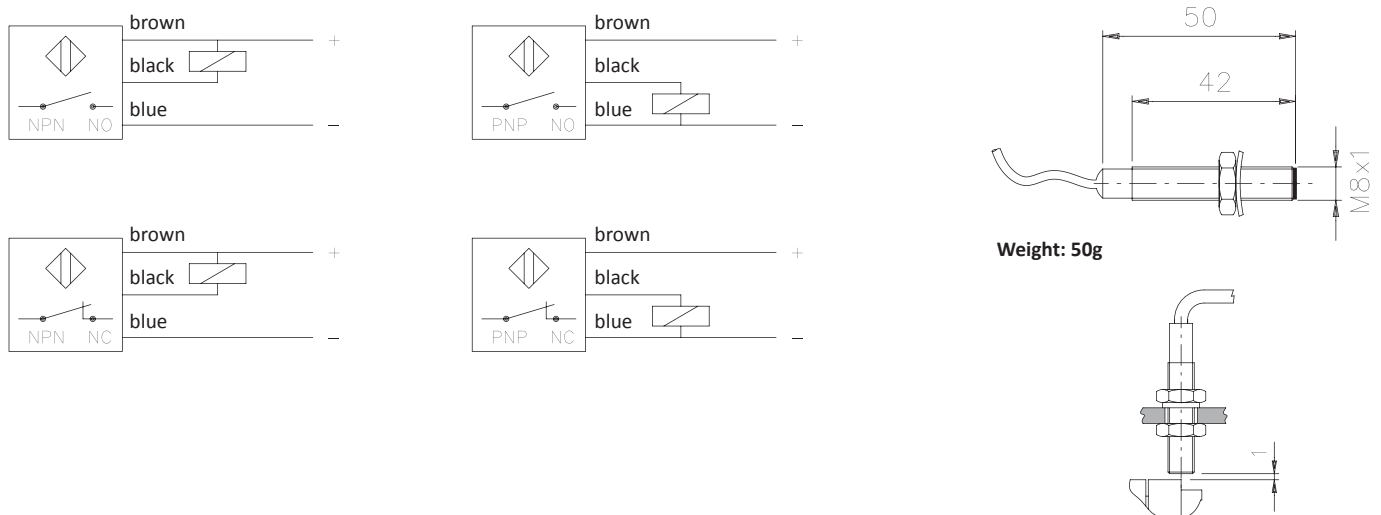 brown
+
black
blue
NPN NO
−
brown
+
black
blue
PNP NO
−
50
42
M8x1
Weight: 50g
brown
+
black
blue
NPN NC
−
brown
+
black
blue
PNP NC
−
1